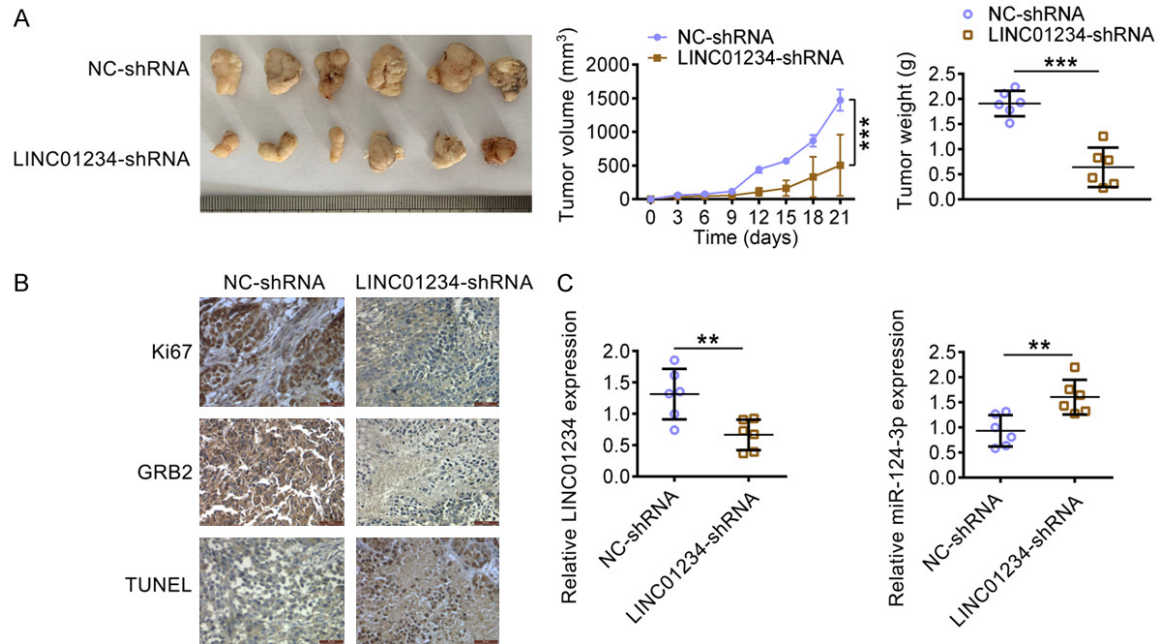 A
NC-shRNA
LINC01234-shRNA
NC-shRNA
LINC01234-shRNA
Tumor volume (mm3)
2000
1500
1000
500
0
***
0 3 6 9 12 15 18 21
Time (days)
NC-shRNA
LINC01234-shRNA
Tumor weight (g)
2.5
2.0
1.5
1.0
0.5
0.0
***
B
NC-shRNA LINC01234-shRNA
Ki67
GRB2
TUNEL
C
Relative LINC01234 expression
2.0
1.5
1.0
0.5
0.0
**
NC-shRNA
LINC01234-shRNA
Relative miR-124-3p expression
2.5
2.0
1.5
1.0
0.5
0.0
**
NC-shRNA
LINC01234-shRNA